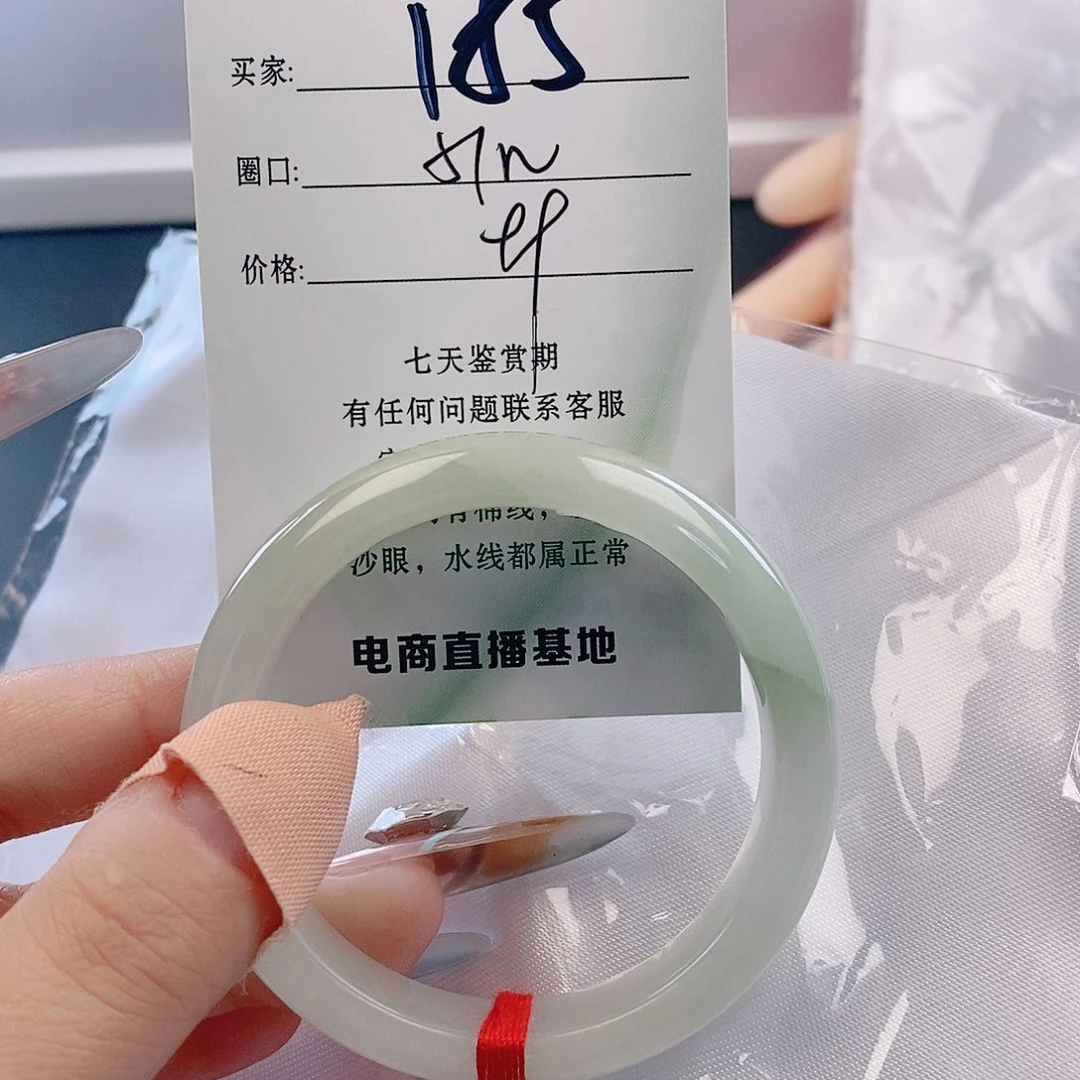 买家: 185
圈口:
价格:
七天鉴赏期
有任何问题联系客服
有棉线，
沙眼，水线都属正常
电商直播基地